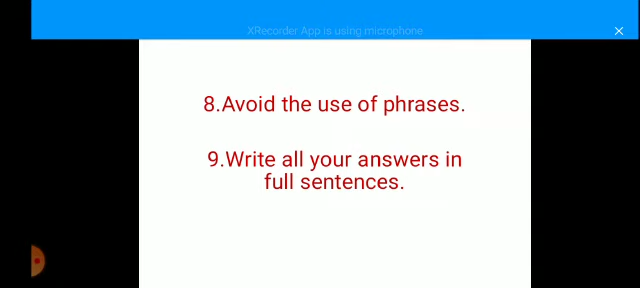 XRecorder App is using microphone
8.Avoid the use of phrases.
9.Write all your answers in
full sentences.